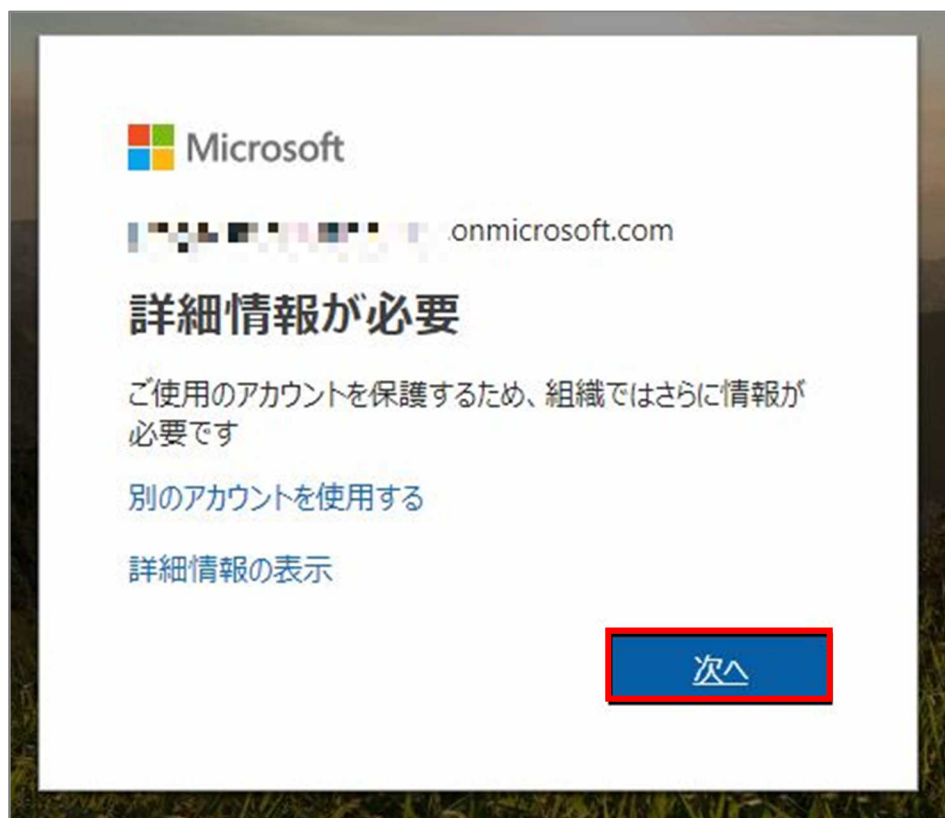 Microsoft
.onmicrosoft.com
詳細情報が必要
ご使用のアカウントを保護するため、組織ではさらに情報が
必要です
別のアカウントを使用する
詳細情報の表示
次へ